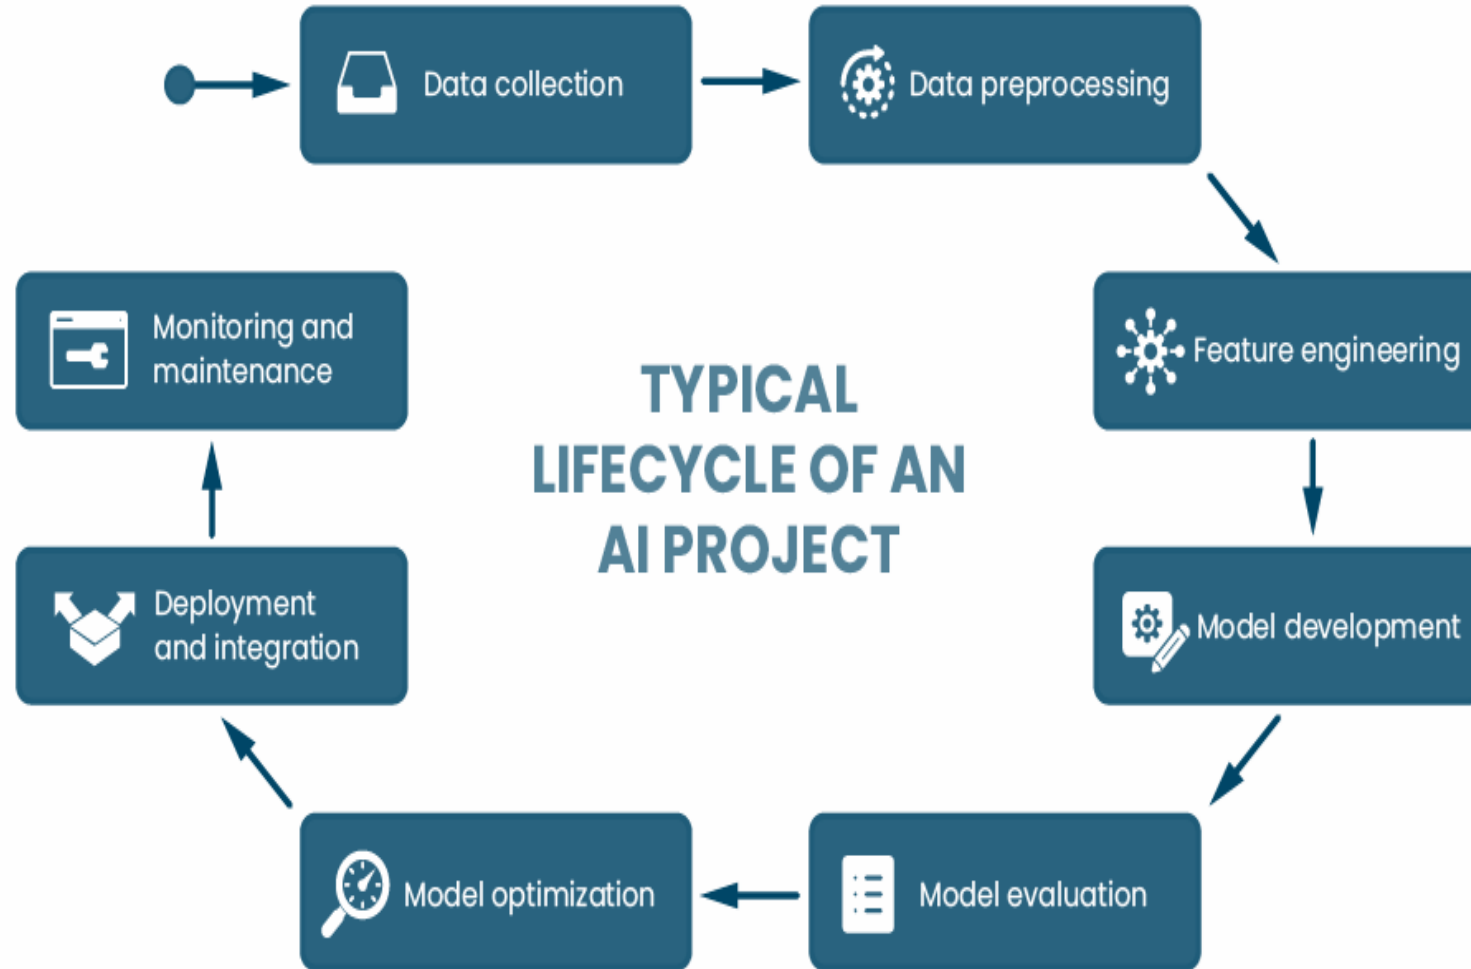 Data collection
Data preprocessing
Feature engineering
Model development
Model evaluation
Model optimization
Deployment
and integration
Monitoring and
maintenance
TYPICAL
LIFECYCLE OF AN
AI PROJECT